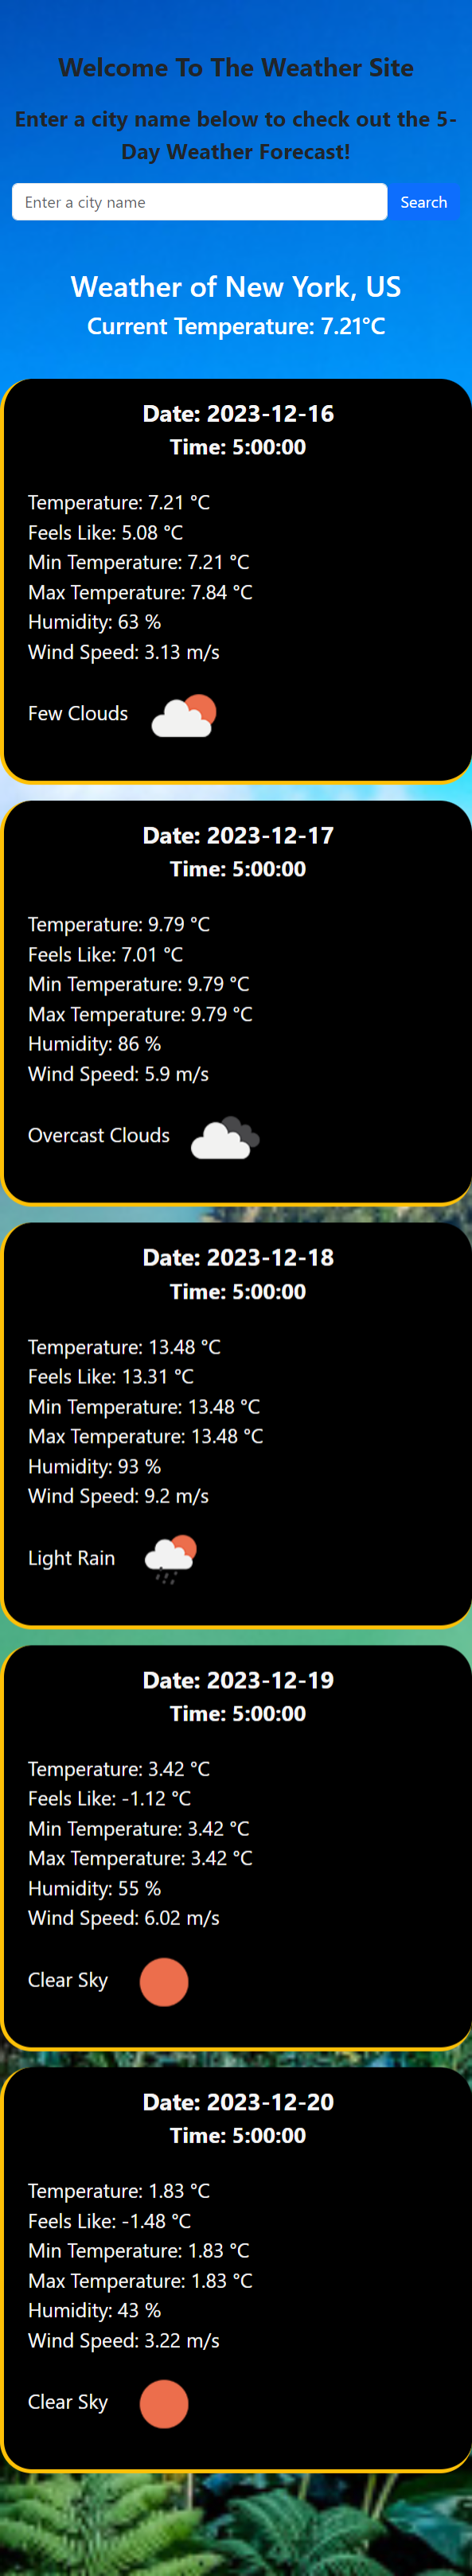 Welcome To The Weather Site
Enter a city name below to check out the 5-
Day Weather Forecast!
Enter a city name
Search
Weather of New York, US
Current Temperature: 7.21°C
Date: 2023-12-16
Time: 5:00:00
Temperature: 7.21 °C
Feels Like: 5.08 °C
Min Temperature: 7.21 °C
Max Temperature: 7.84 °C
Humidity: 63 %
Wind Speed: 3.13 m/s
Few Clouds
Date: 2023-12-17
Time: 5:00:00
Temperature: 9.79 °C
Feels Like: 7.01 °C
Min Temperature: 9.79 °C
Max Temperature: 9.79 °C
Humidity: 86 %
Wind Speed: 5.9 m/s
Overcast Clouds
Date: 2023-12-18
Time: 5:00:00
Temperature: 13.48 °C
Feels Like: 13.31 °C
Min Temperature: 13.48 °C
Max Temperature: 13.48 °C
Humidity: 93 %
Wind Speed: 9.2 m/s
Light Rain
Date: 2023-12-19
Time: 5:00:00
Temperature: 3.42 °C
Feels Like: -1.12 °C
Min Temperature: 3.42 °C
Max Temperature: 3.42 °C
Humidity: 55 %
Wind Speed: 6.02 m/s
Clear Sky
Date: 2023-12-20
Time: 5:00:00
Temperature: 1.83 °C
Feels Like: -1.48 °C
Min Temperature: 1.83 °C
Max Temperature: 1.83 °C
Humidity: 43 %
Wind Speed: 3.22 m/s
Clear Sky